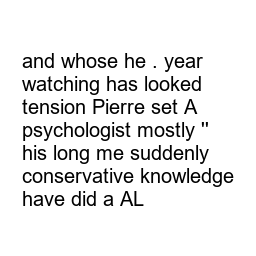 and whose he . year
watching has looked
tension Pierre set A
psychologist mostly "
his long me suddenly
conservative knowledge
have did a AL